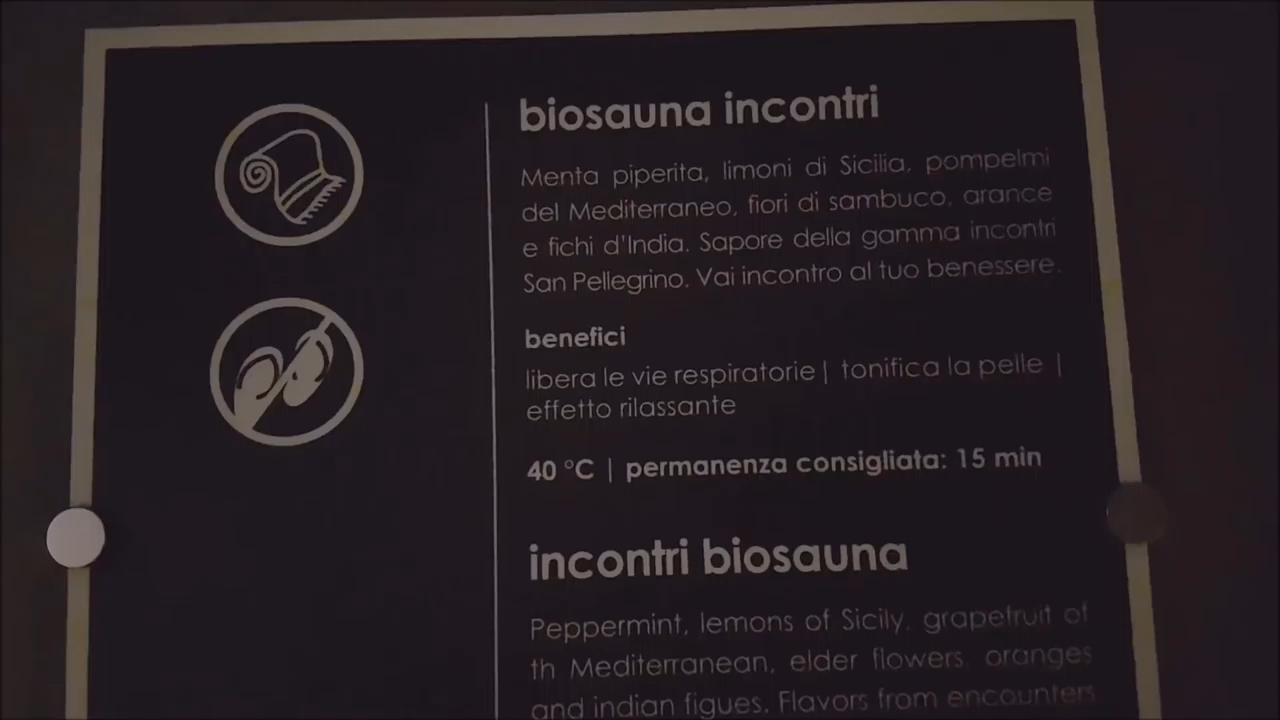 biosauna incontri
Menta piperita, limoni di Sicilia, pompelmi
del Mediterraneo, fiori di sambuco, arance
e fichi d'India. Sapore della gamma incontri
San Pellegrino. Vai incontro al tuo benessere.
benefici
libera le vie respiratorie | tonifica la pelle |
effetto rilassante
40 °C | permanenza consigliata: 15 min
incontri biosauna
Peppermint, lemons of Sicily, grapefruit of
th Mediterranean, elder flowers, oranges
and indian figues. Flavors from encounters